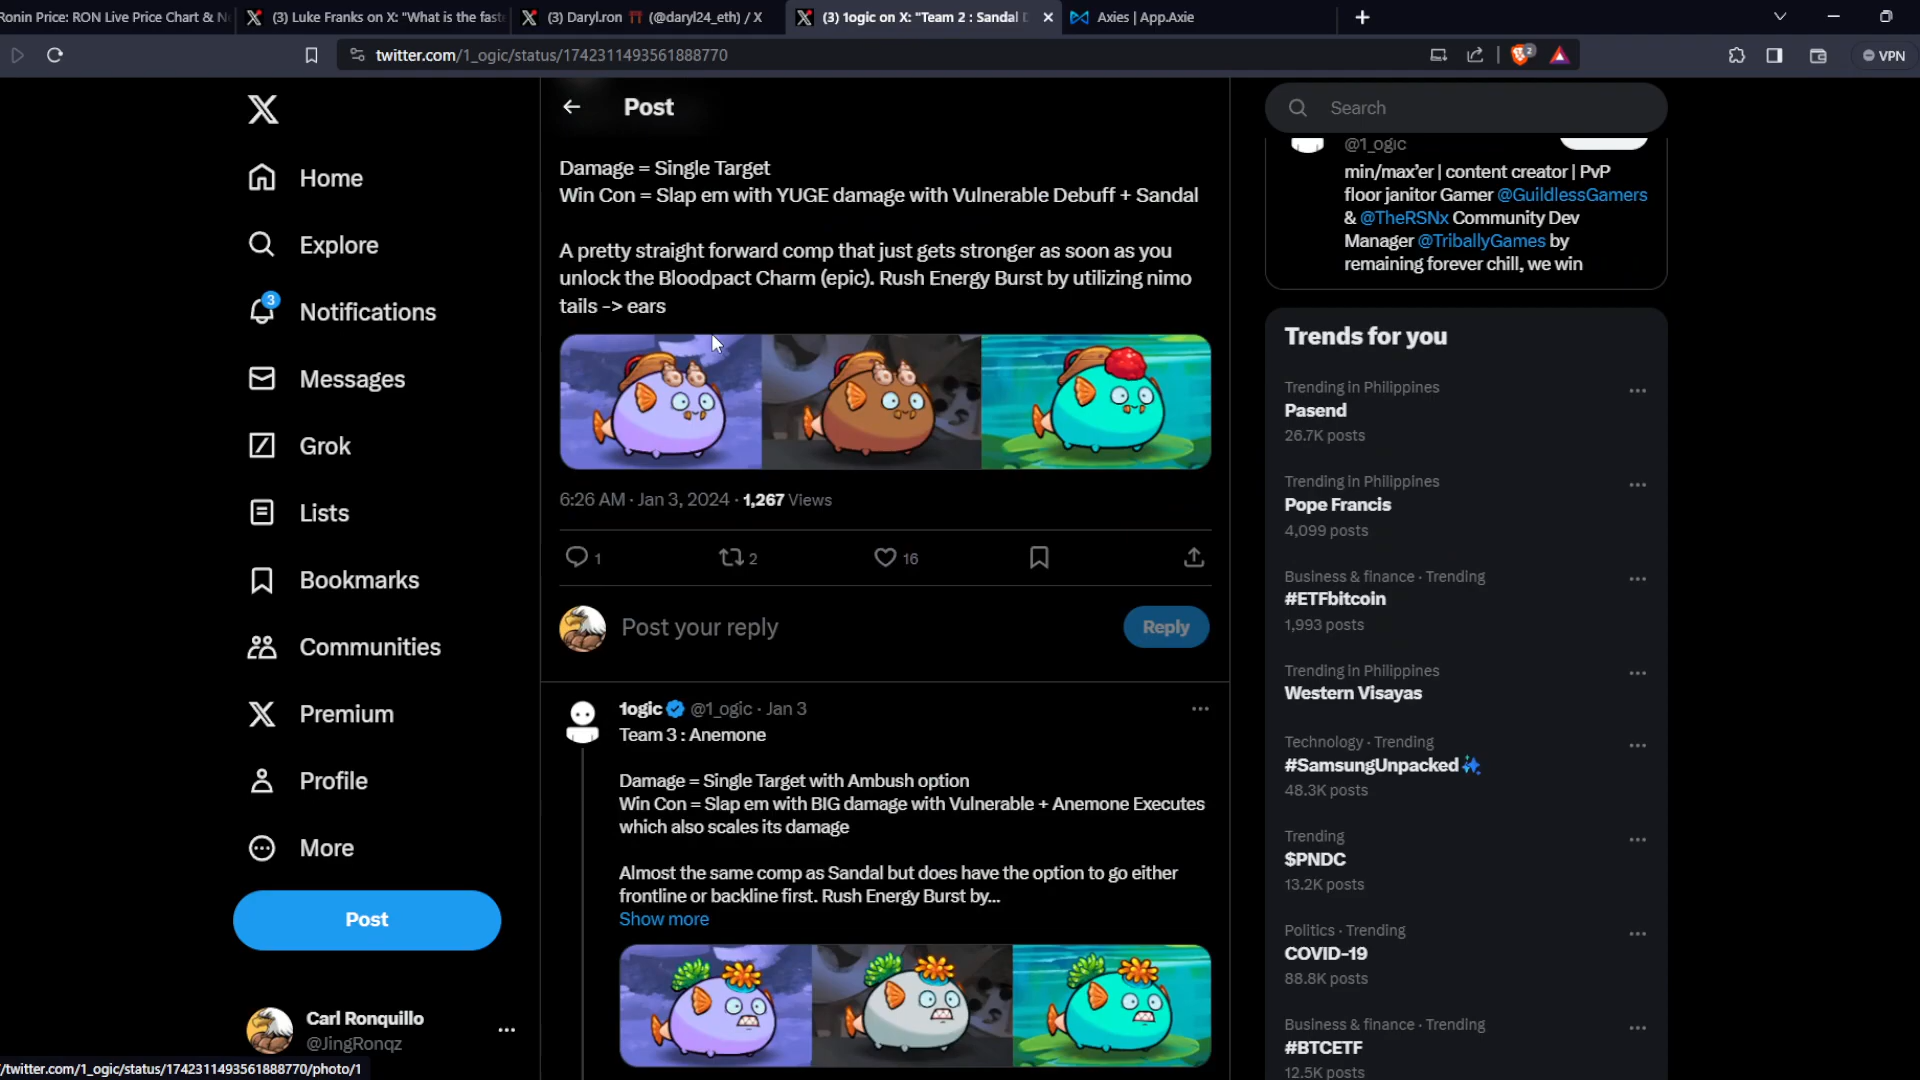 Ronin Price: RON Live Price Chart & N
(3) Luke Franks on X: "What is the faste
(3) Daryl.ron ⛩ (@daryl24_eth) / X
(3) 1ogic on X: "Team 2 : Sandal D
Axies | App.Axie
twitter.com/1_ogic/status/1742311493561888770
2
VPN
Home
Explore
3
Notifications
Messages
Grok
Lists
Bookmarks
Communities
Premium
Profile
More
Post
Carl Ronquillo
@JingRonqz
/twitter.com/1_ogic/status/1742311493561888770/photo/1
Post
Damage = Single Target
Win Con = Slap em with YUGE damage with Vulnerable Debuff + Sandal
A pretty straight forward comp that just gets stronger as soon as you
unlock the Bloodpact Charm (epic). Rush Energy Burst by utilizing nimo
tails -> ears
6:26 AM · Jan 3, 2024 · 1,267 Views
1
2
16
Post your reply
Reply
1ogic @1_ogic · Jan 3
Team 3 : Anemone
Damage = Single Target with Ambush option
Win Con = Slap em with BIG damage with Vulnerable + Anemone Executes
which also scales its damage
Almost the same comp as Sandal but does have the option to go either
frontline or backline first. Rush Energy Burst by...
Show more
Search
@1_ogic
min/max'er | content creator | PvP
floor janitor Gamer @GuildlessGamers
& @TheRSNx Community Dev
Manager @TriballyGames by
remaining forever chill, we win
Trends for you
Trending in Philippines
Pasend
26.7K posts
Trending in Philippines
Pope Francis
4,099 posts
Business & finance · Trending
#ETFbitcoin
1,993 posts
Trending in Philippines
Western Visayas
Technology · Trending
#SamsungUnpacked
48.3K posts
Trending
$PNDC
13.2K posts
Politics · Trending
COVID-19
88.8K posts
Business & finance · Trending
#BTCETF
12.5K posts